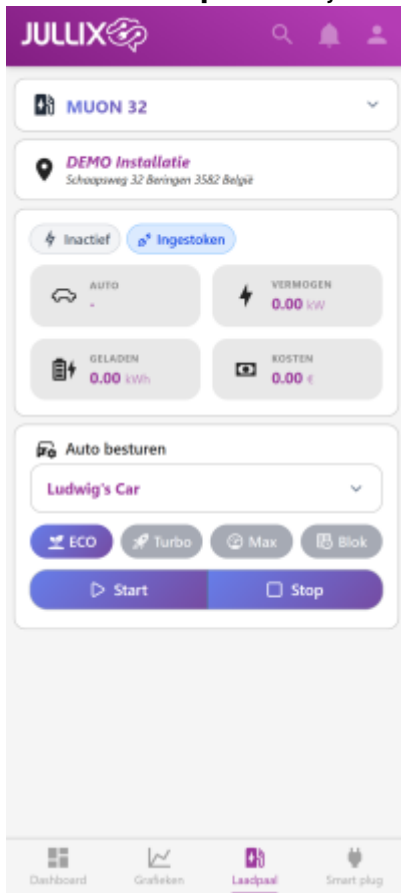 JULLIX
MUON 32
DEMO Installatie
Schaapsweg 32 Beringen 3582 België
Inactief
Ingestoken
AUTO
-
VERMOGEN
0.00 kW
GELADEN
0.00 kWh
KOSTEN
0.00 €
Auto besturen
Ludwig's Car
ECO
Turbo
Max
Blok
Start
Stop
Dashboard
Grafieken
Laadpaal
Smart plug